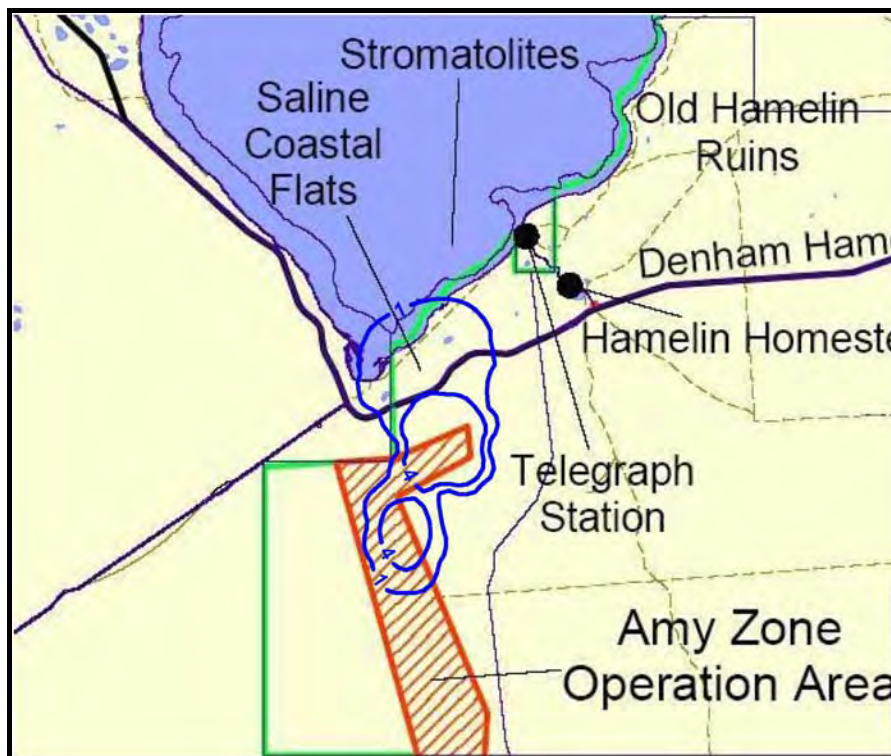 Stromatolites
Saline
Coastal
Flats
Old Hamelin
Ruins
Denham Hame
Hamelin Homeste
1
4
Telegraph
Station
4
1
Amy Zone
Operation Area